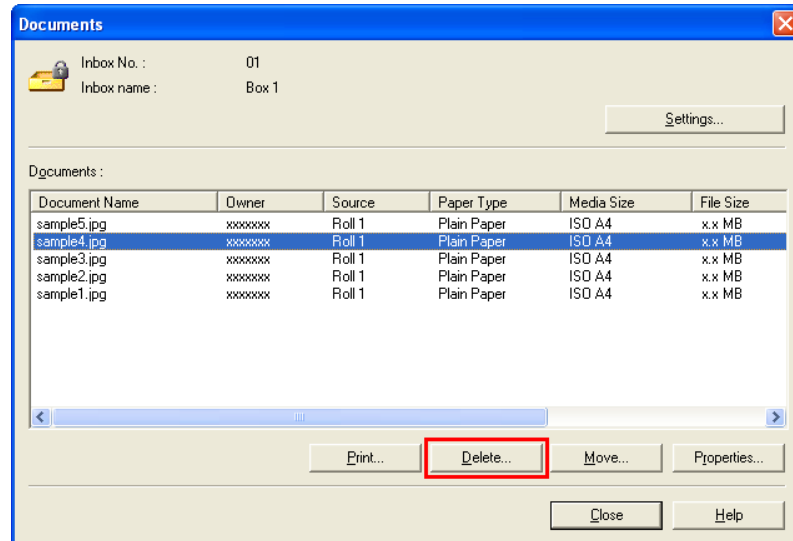 Documents
Inbox No. : 01
Inbox name : Box 1
Settings...
Documents :
Document Name Owner Source Paper Type Media Size File Size
sample5.jpg xxxxxxx Roll 1 Plain Paper ISO A4 x.x MB
sample4.jpg xxxxxxx Roll 1 Plain Paper ISO A4 x.x MB
sample3.jpg xxxxxxx Roll 1 Plain Paper ISO A4 x.x MB
sample2.jpg xxxxxxx Roll 1 Plain Paper ISO A4 x.x MB
sample1.jpg xxxxxxx Roll 1 Plain Paper ISO A4 x.x MB
Print... Delete... Move... Properties...
Close Help